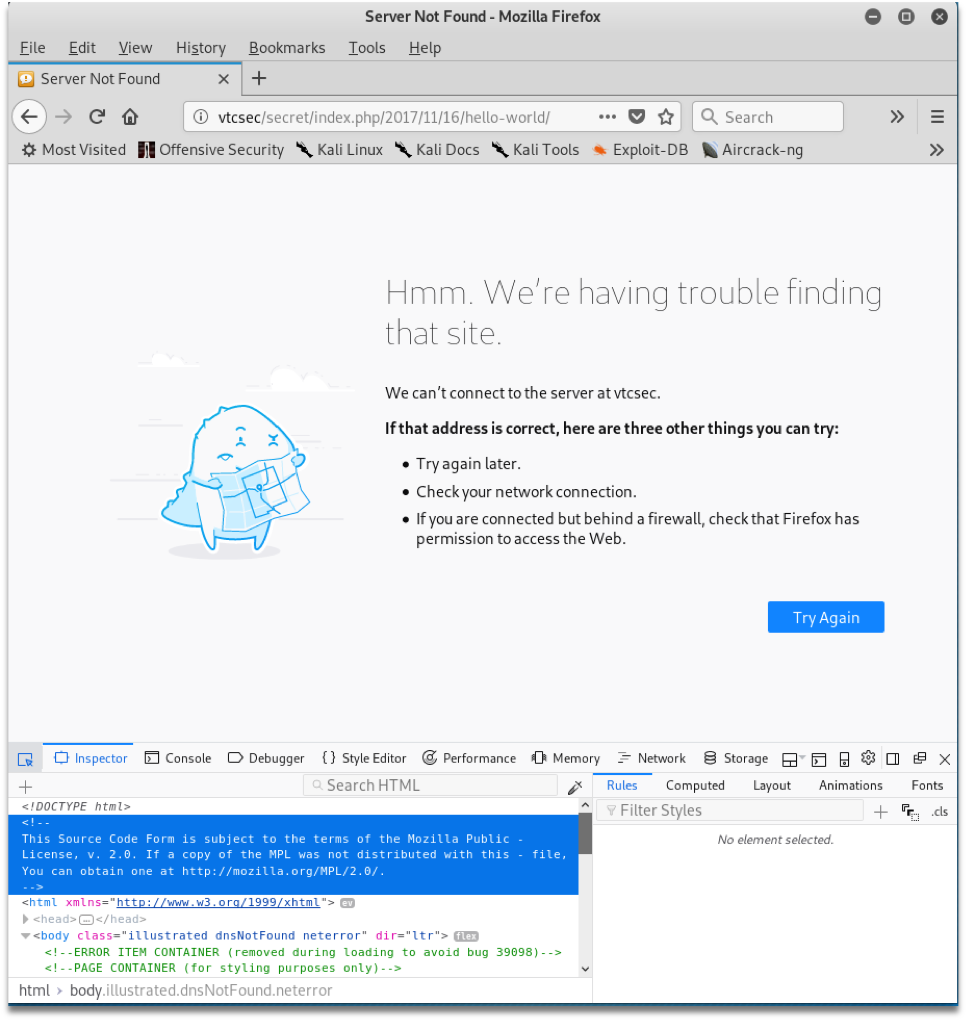 Server Not Found - Mozilla Firefox
File Edit View History Bookmarks Tools Help
Server Not Found
vtcsec/secret/index.php/2017/11/16/hello-world/ Search
Most Visited Offensive Security Kali Linux Kali Docs Kali Tools Exploit-DB Aircrack-ng
Hmm. We're having trouble finding
that site.
We can't connect to the server at vtcsec.
If that address is correct, here are three other things you can try:
• Try again later.
• Check your network connection.
• If you are connected but behind a firewall, check that Firefox has
permission to access the Web.
Try Again
Inspector Console Debugger Style Editor Performance Memory Network Storage
Search HTML
<!DOCTYPE html>
<!--
This Source Code Form is subject to the terms of the Mozilla Public -
License, v. 2.0. If a copy of the MPL was not distributed with this - file,
You can obtain one at http://mozilla.org/MPL/2.0/.
-->
<html xmlns="http://www.w3.org/1999/xhtml"> ev
<head>…</head>
<body class="illustrated dnsNotFound neterror" dir="ltr"> flex
<!--ERROR ITEM CONTAINER (removed during loading to avoid bug 39098)-->
<!--PAGE CONTAINER (for styling purposes only)-->
html › body.illustrated.dnsNotFound.neterror
Rules Computed Layout Animations Fonts
Filter Styles .cls
No element selected.